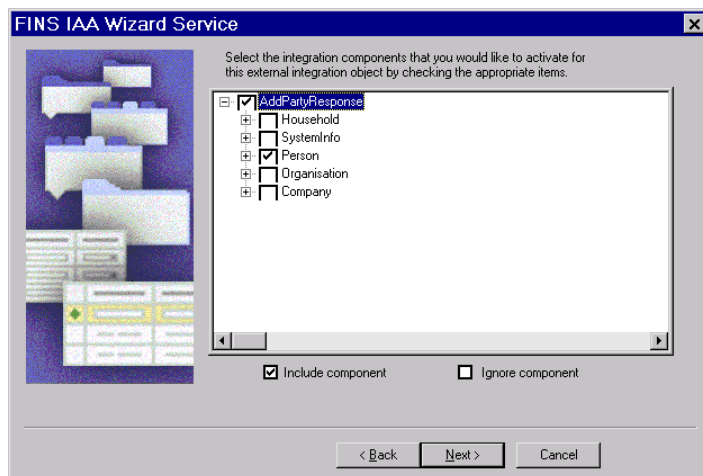 FINS IAA Wizard Service
Select the integration components that you would like to activate for
this external integration object by checking the appropriate items.
AddPartyResponse
Household
SystemInfo
Person
Organisation
Company
Include component
Ignore component
< Back
Next >
Cancel